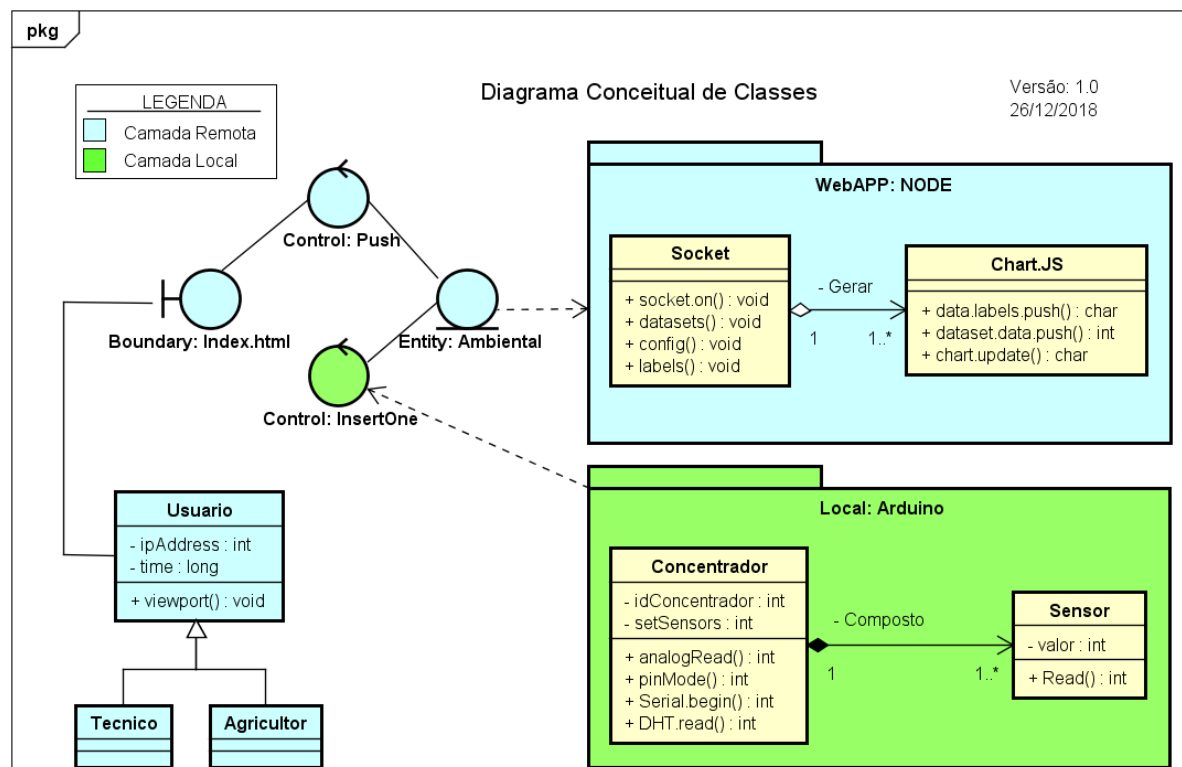 pkg
Diagrama Conceitual de Classes
Versão: 1.0
26/12/2018
LEGENDA
Camada Remota
Camada Local
Control: Push
Boundary: Index.html
Entity: Ambiental
Control: InsertOne
WebAPP: NODE
Socket
+ socket.on() : void
+ datasets() : void
+ config() : void
+ labels() : void
- Gerar
1
1..*
Chart.JS
+ data.labels.push() : char
+ dataset.data.push() : int
+ chart.update() : char
Usuario
- ipAddress : int
- time : long
+ viewport() : void
Tecnico
Agricultor
Local: Arduino
Concentrador
- idConcentrador : int
- setSensors : int
+ analogRead() : int
+ pinMode() : int
+ Serial.begin() : int
+ DHT.read() : int
- Composto
1
1..*
Sensor
- valor : int
+ Read() : int